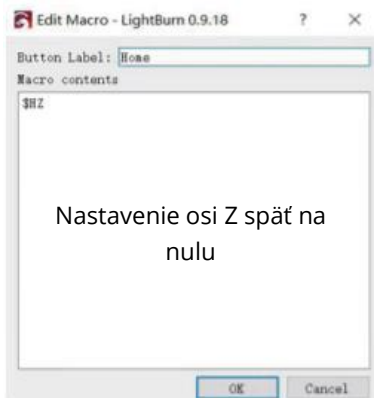 Edit Macro - LightBurn 0.9.18 ? ×
Button Label: Home
Macro contents
$HZ
Nastavenie osi Z späť na
nulu
OK Cancel